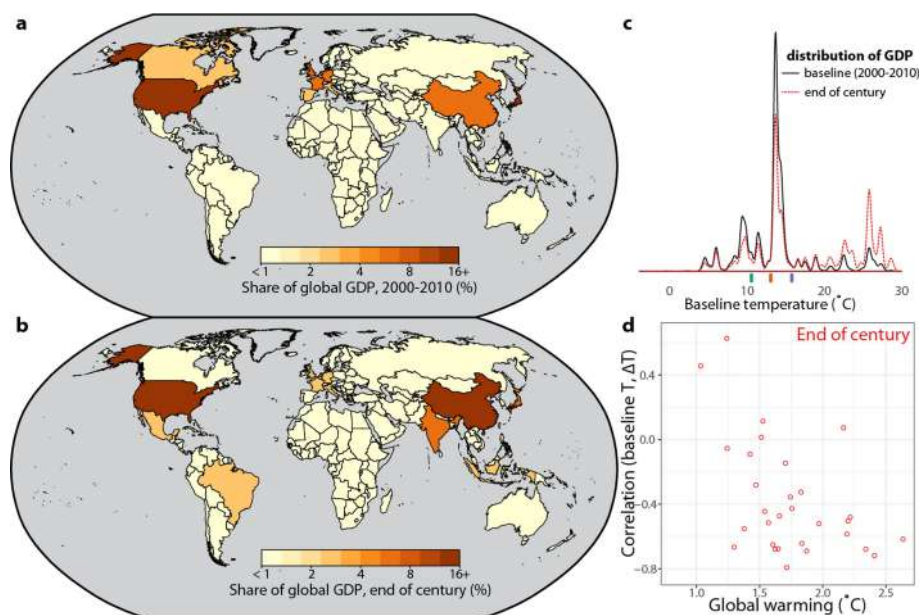 a
<1 2 4 8 16+
Share of global GDP, 2000-2010 (%)
b
<1 2 4 8 16+
Share of global GDP, end of century (%)
c
distribution of GDP
baseline (2000-2010)
end of century
0 10 20 30
Baseline temperature (°C)
d
End of century
Correlation (baseline T, ΔT)
0.4
0.0
−0.4
−0.8
1.0 1.5 2.0 2.5
Global warming (°C)